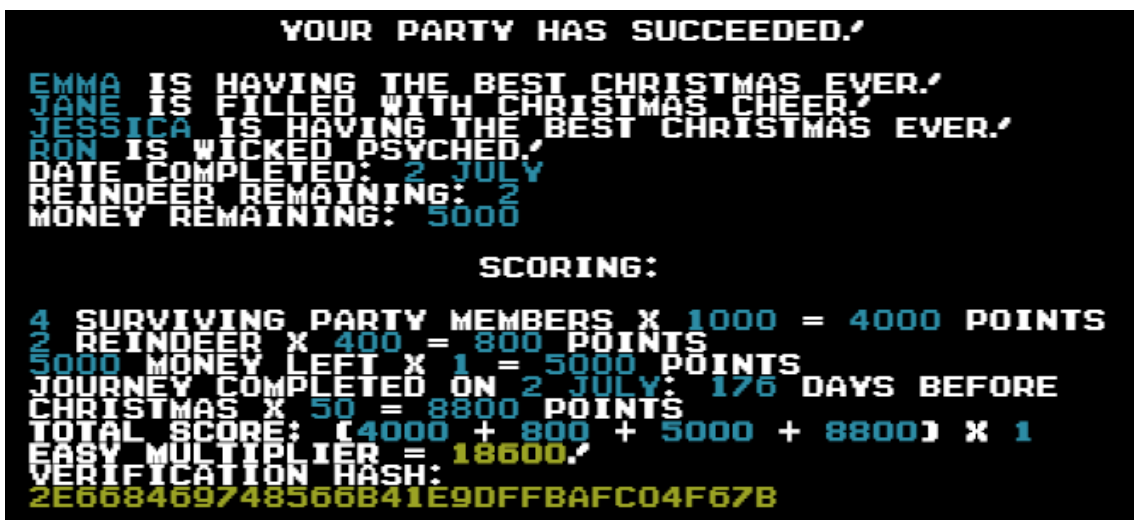 YOUR PARTY HAS SUCCEEDED!
EMMA IS HAVING THE BEST CHRISTMAS EVER!
JANE IS FILLED WITH CHRISTMAS CHEER!
JESSICA IS HAVING THE BEST CHRISTMAS EVER!
RON IS WICKED PSYCHED!
DATE COMPLETED: 2 JULY
REINDEER REMAINING: 2
MONEY REMAINING: 5000
SCORING:
4 SURVIVING PARTY MEMBERS X 1000 = 4000 POINTS
2 REINDEER X 400 = 800 POINTS
5000 MONEY LEFT X 1 = 5000 POINTS
JOURNEY COMPLETED ON 2 JULY: 176 DAYS BEFORE
CHRISTMAS X 50 = 8800 POINTS
TOTAL SCORE: (4000 + 800 + 5000 + 8800) X 1
EASY MULTIPLIER = 18600!
VERIFICATION HASH:
2E668469748566B41E9DFFBAFC04F67B